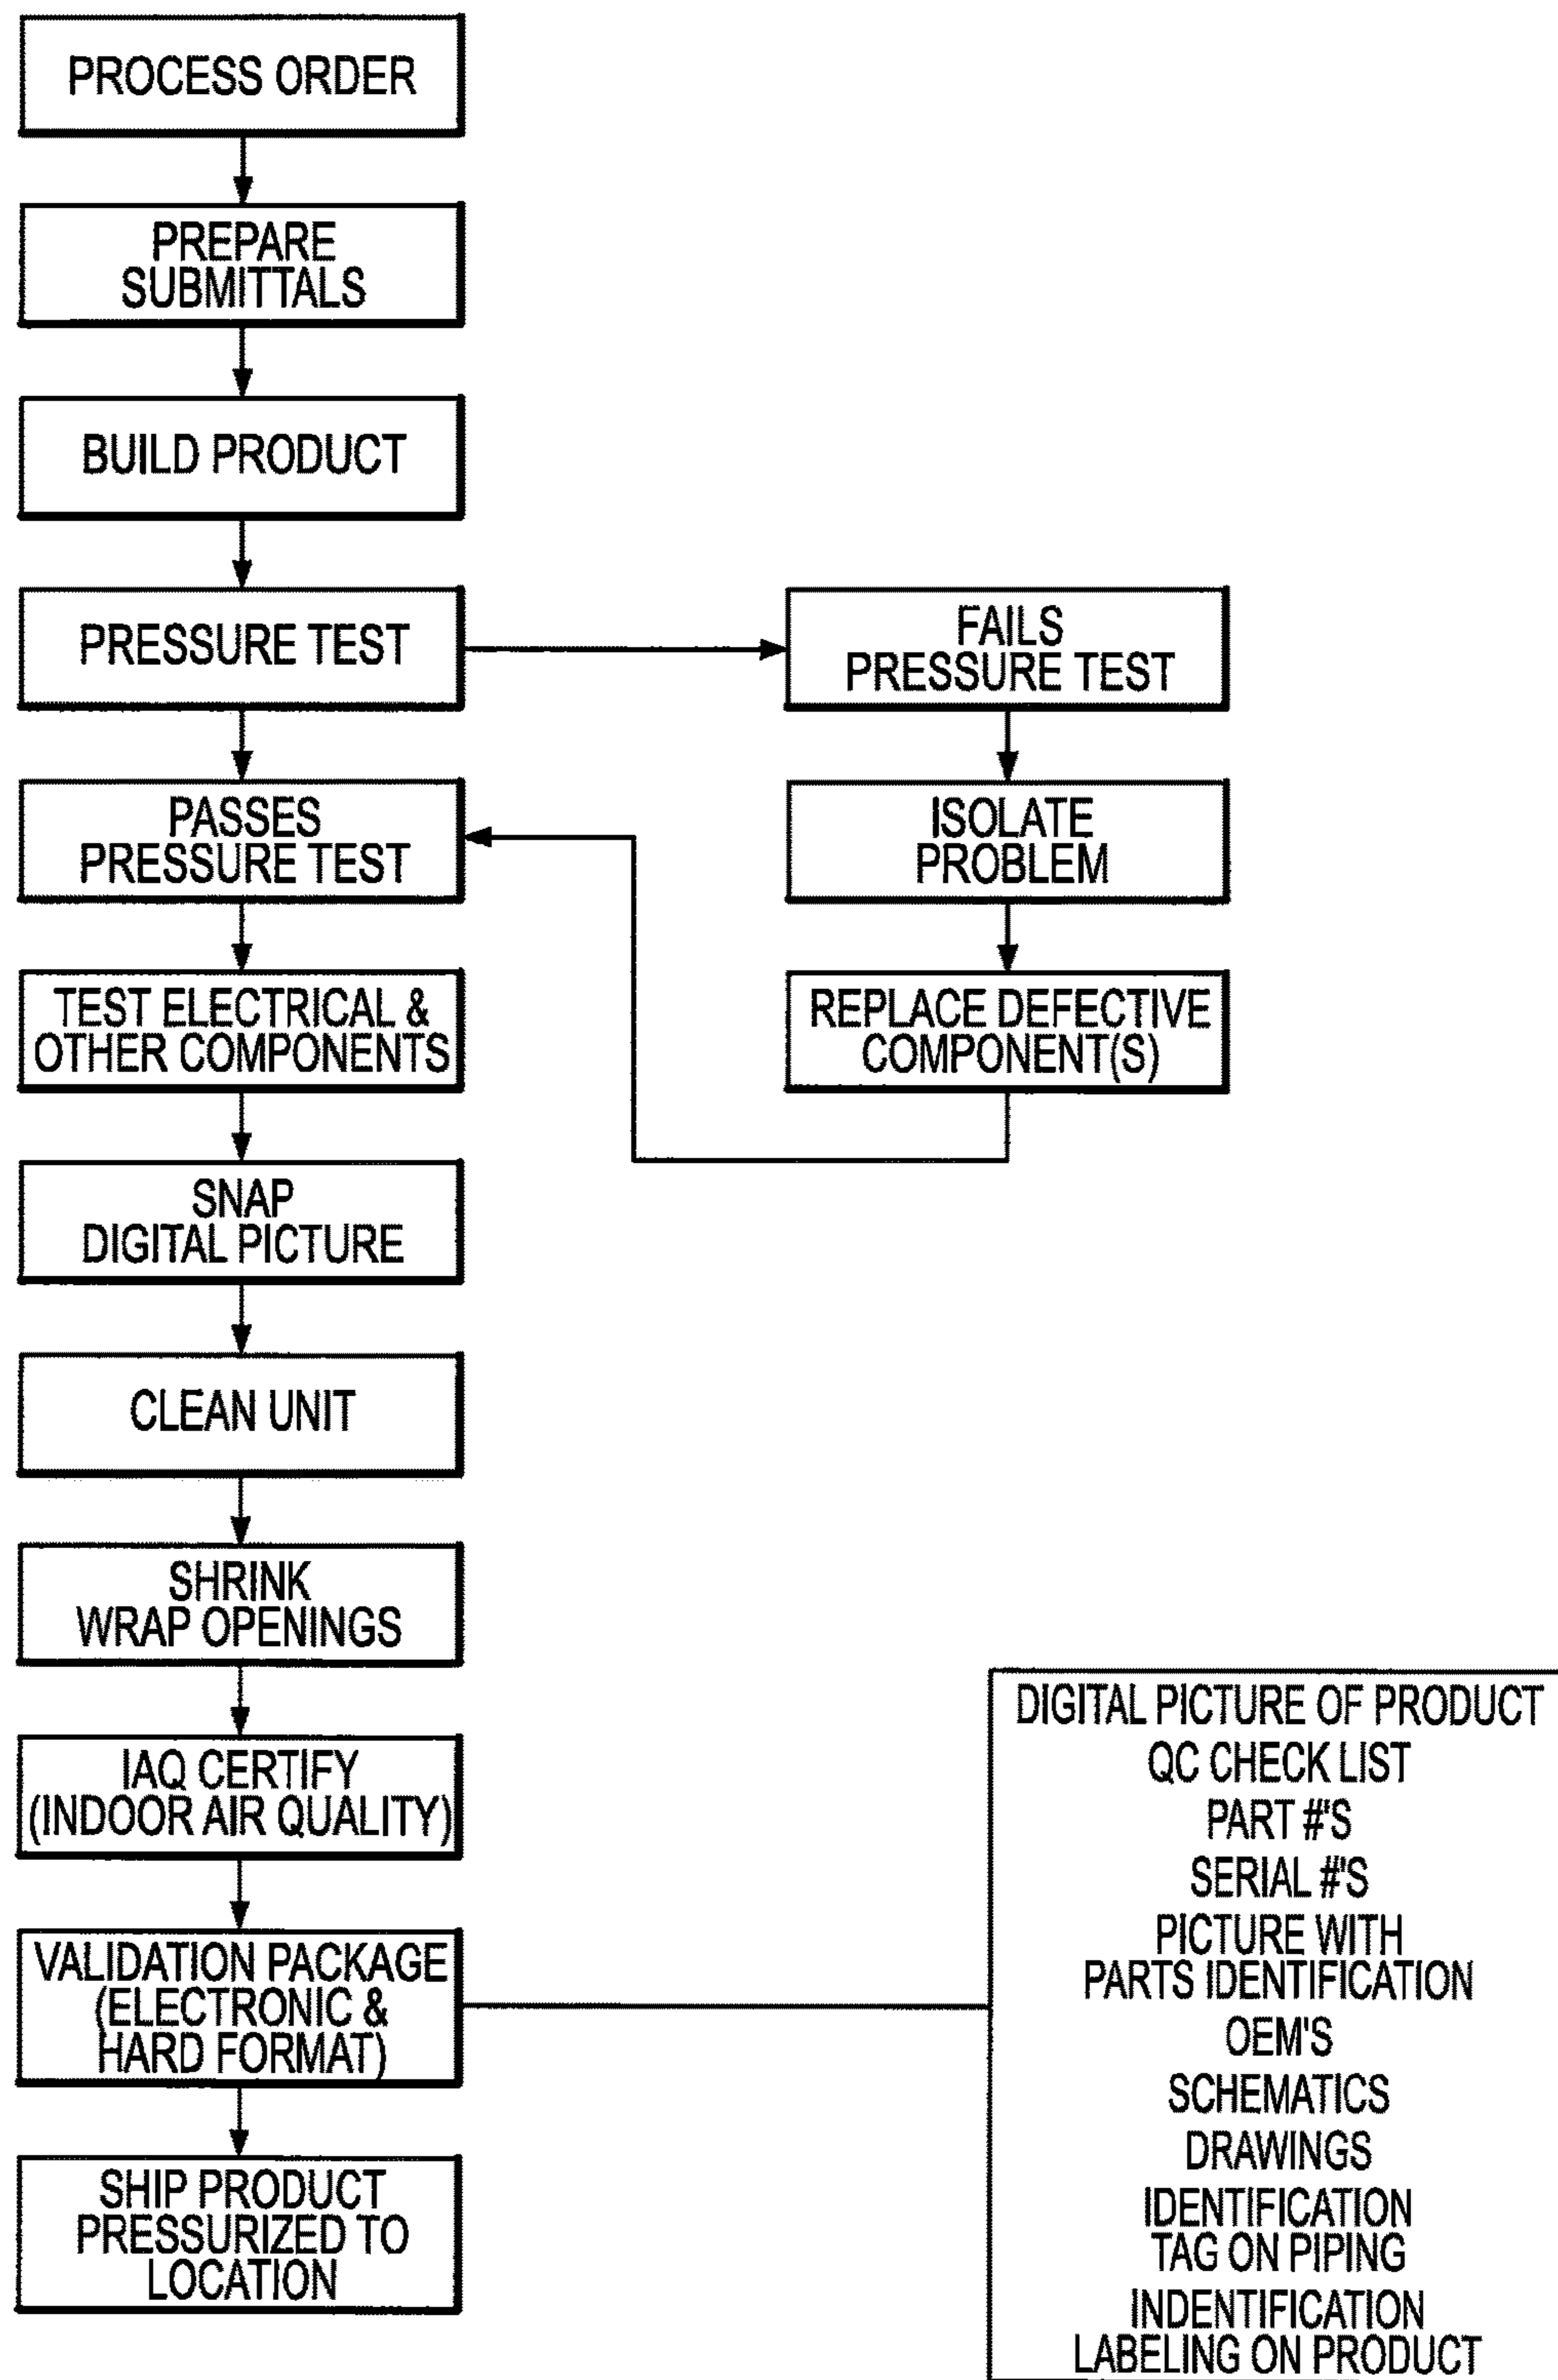 PROCESS ORDER
PREPARE
SUBMITTALS
BUILD PRODUCT
PRESSURE TEST
FAILS
PRESSURE TEST
PASSES
PRESSURE TEST
ISOLATE
PROBLEM
TEST ELECTRICAL &
OTHER COMPONENTS
REPLACE DEFECTIVE
COMPONENT(S)
SNAP
DIGITAL PICTURE
CLEAN UNIT
SHRINK
WRAP OPENINGS
IAQ CERTIFY
(INDOOR AIR QUALITY)
VALIDATION PACKAGE
(ELECTRONIC &
HARD FORMAT)
SHIP PRODUCT
PRESSURIZED TO
LOCATION
DIGITAL PICTURE OF PRODUCT
QC CHECK LIST
PART #'S
SERIAL #'S
PICTURE WITH
PARTS IDENTIFICATION
OEM'S
SCHEMATICS
DRAWINGS
IDENTIFICATION
TAG ON PIPING
INDENTIFICATION
LABELING ON PRODUCT